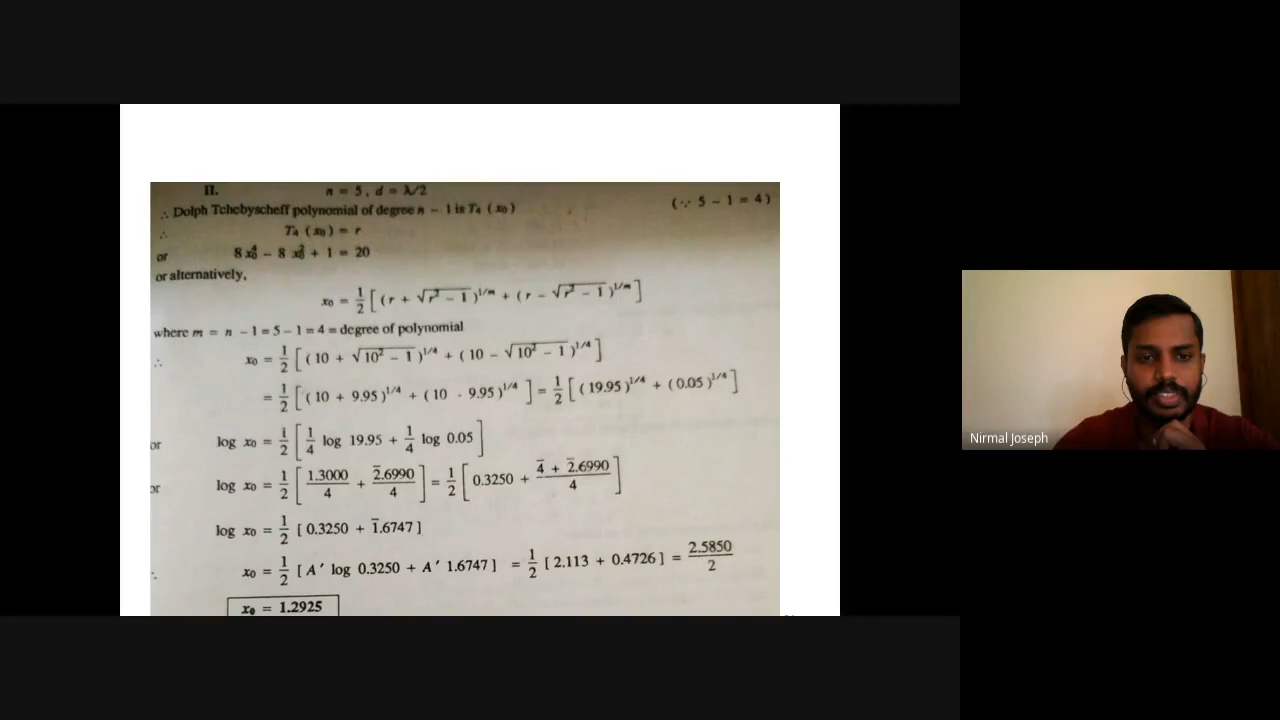 II. n = 5, d = λ/2
∴ Dolph Tchebyscheff polynomial of degree n − 1 is T₄ (x₀) (∵ 5 − 1 = 4)
∴ T₄ (x₀) = r
or 8 x₀⁴ − 8 x₀² + 1 = 20
or alternatively,
x₀ = 1/2 [ (r + √(r² − 1))^1/m + (r − √(r² − 1))^1/m ]
where m = n − 1 = 5 − 1 = 4 = degree of polynomial
∴ x₀ = 1/2 [ (10 + √(10² − 1))^1/4 + (10 − √(10² − 1))^1/4 ]
= 1/2 [ (10 + 9.95)^1/4 + (10 · 9.95)^1/4 ] = 1/2 [ (19.95)^1/4 + (0.05)^1/4 ]
or log x₀ = 1/2 [ 1/4 log 19.95 + 1/4 log 0.05 ]
or log x₀ = 1/2 [ 1.3000/4 + 2̅.6990/4 ] = 1/2 [ 0.3250 + (4̅ + 2̅.6990)/4 ]
log x₀ = 1/2 [ 0.3250 + 1̅.6747 ]
∴ x₀ = 1/2 [ A′ log 0.3250 + A′ 1.6747 ] = 1/2 [ 2.113 + 0.4726 ] = 2.5850/2
x₀ = 1.2925
Nirmal Joseph